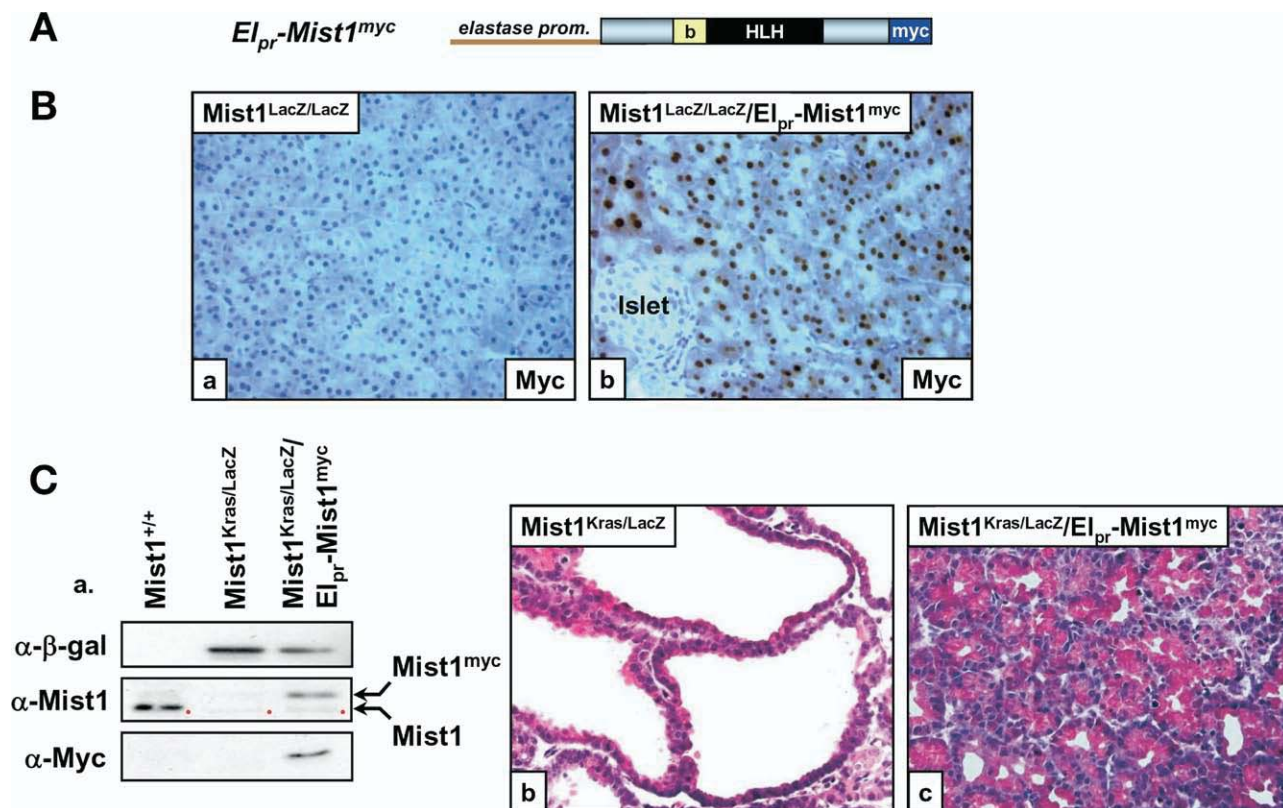 A
El_pr-Mist1^myc
elastase prom.
b
HLH
myc
B
Mist1^LacZ/LacZ
a
Myc
Mist1^LacZ/LacZ/El_pr-Mist1^myc
Islet
b
Myc
C
a.
Mist1^+/+
Mist1^Kras/LacZ
Mist1^Kras/LacZ/
El_pr-Mist1^myc
α-β-gal
α-Mist1
α-Myc
Mist1^myc
Mist1
Mist1^Kras/LacZ
b
Mist1^Kras/LacZ/El_pr-Mist1^myc
c